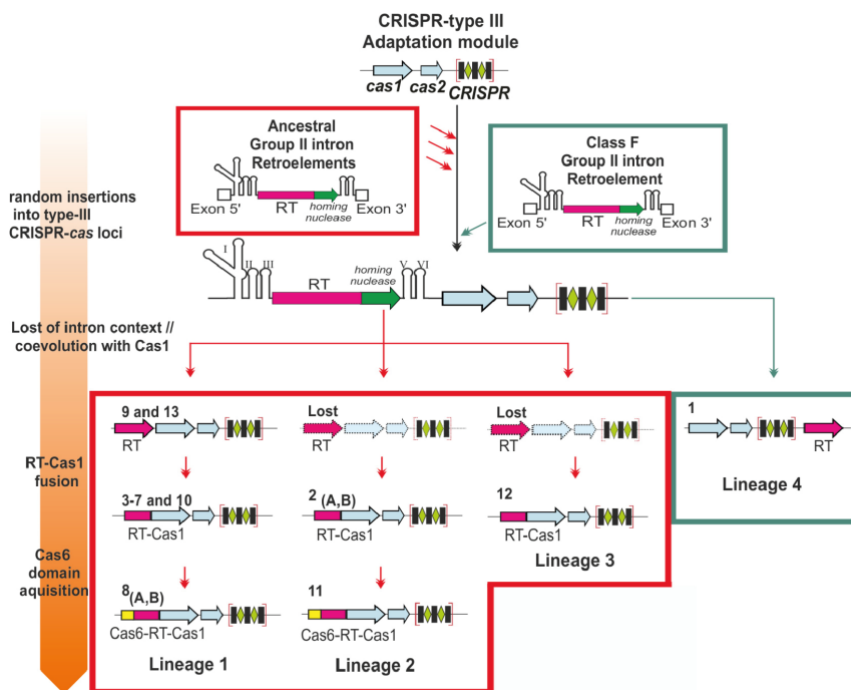 CRISPR-type III
Adaptation module
cas1 cas2 CRISPR
Ancestral
Group II intron
Retroelements
Exon 5' RT homing nuclease Exon 3'
Class F
Group II intron
Retroelement
Exon 5' RT homing nuclease Exon 3'
random insertions
into type-III
CRISPR-cas loci
I II III RT homing nuclease V VI
Lost of intron context //
coevolution with Cas1
9 and 13
RT
Lost
RT
Lost
RT
1
RT
Lineage 4
RT-Cas1
fusion
3-7 and 10
RT-Cas1
2 (A,B)
RT-Cas1
12
RT-Cas1
Lineage 3
Cas6
domain
aquisition
8 (A,B)
Cas6-RT-Cas1
Lineage 1
11
Cas6-RT-Cas1
Lineage 2